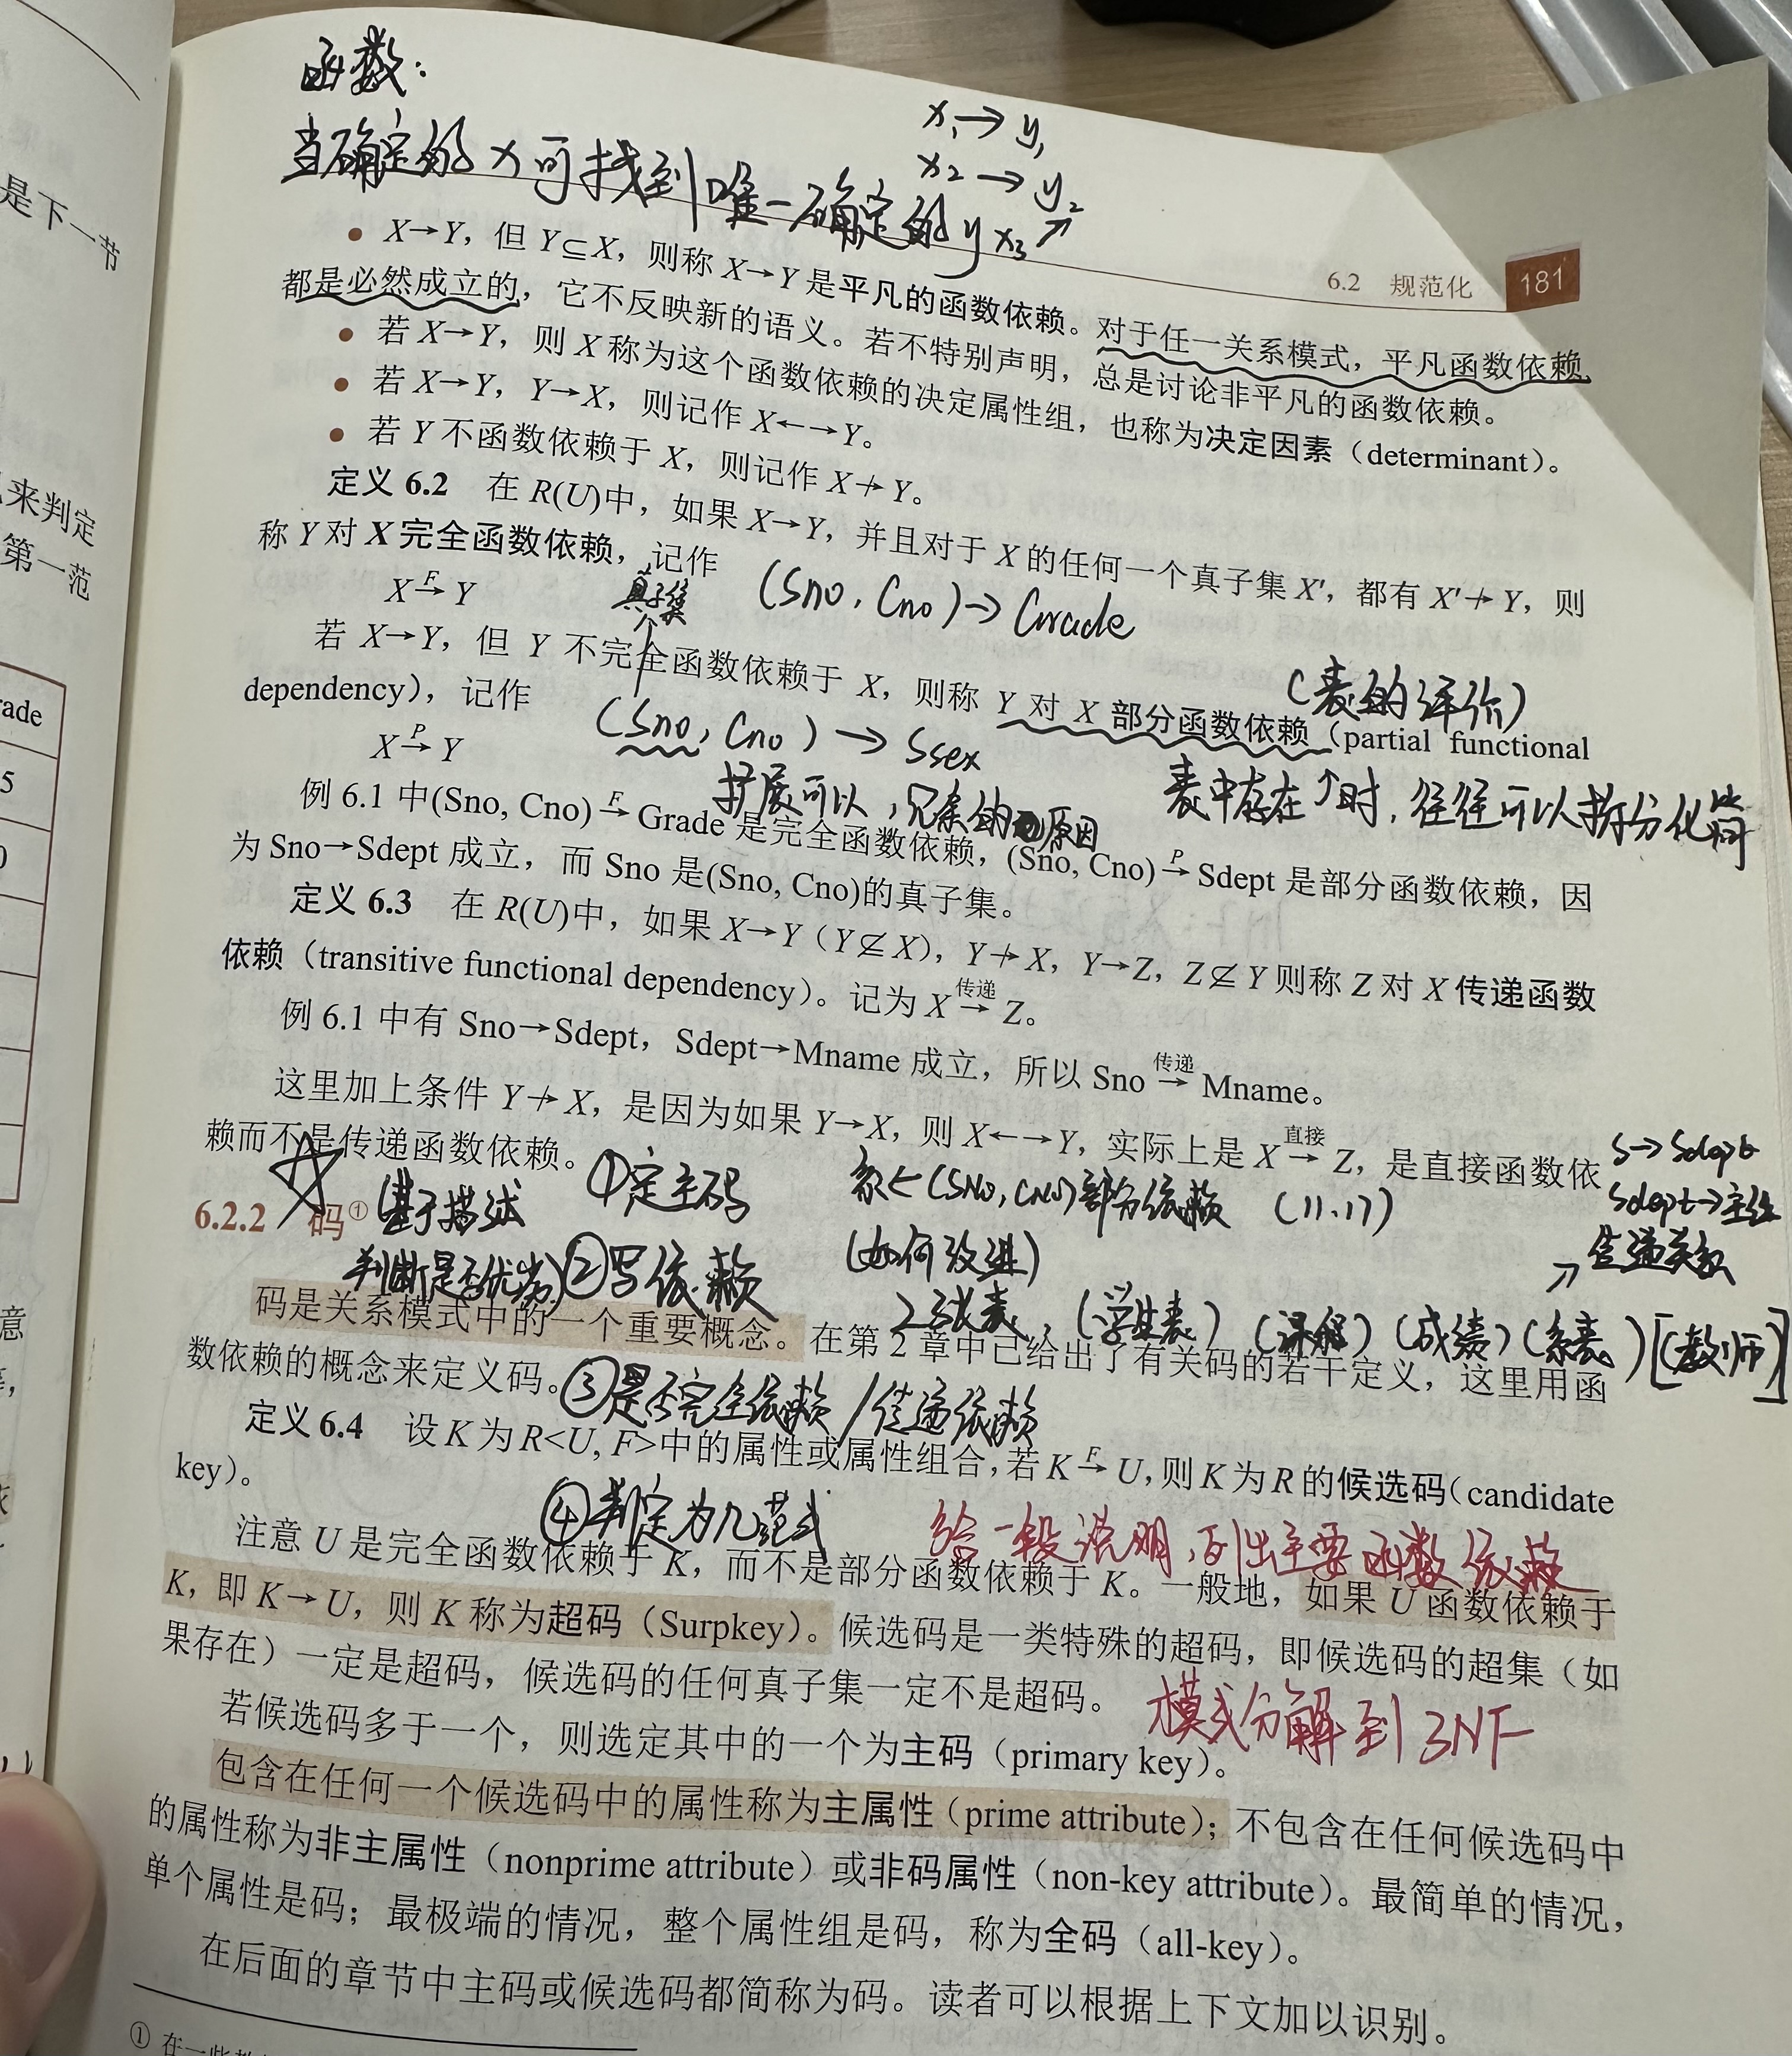 函数：
当确定的 x 可找到唯一确定的 y
x₁→y₁
x₂→y₂
x₃↗
6.2 规范化 181
● X→Y，但 Y⊆X，则称 X→Y 是平凡的函数依赖。对于任一关系模式，平凡函数依赖
都是必然成立的，它不反映新的语义。若不特别声明，总是讨论非平凡的函数依赖。
● 若 X→Y，则 X 称为这个函数依赖的决定属性组，也称为决定因素（determinant）。
● 若 X→Y，Y→X，则记作 X←→Y。
● 若 Y 不函数依赖于 X，则记作 X↛Y。
定义 6.2 在 R(U)中，如果 X→Y，并且对于 X 的任何一个真子集 X′，都有 X′↛Y，则
称 Y 对 X 完全函数依赖，记作
X F→ Y
真子集
(Sno, Cno)→Grade
若 X→Y，但 Y 不完全函数依赖于 X，则称 Y 对 X 部分函数依赖（partial functional
dependency），记作
(表的评价)
X P→ Y
(Sno, Cno)→Ssex
扩展可以，冗余的原因
表中存在↑时，往往可以拆分化简
例 6.1 中(Sno, Cno) F→ Grade 是完全函数依赖，(Sno, Cno) P→ Sdept 是部分函数依赖，因
为 Sno→Sdept 成立，而 Sno 是(Sno, Cno)的真子集。
定义 6.3 在 R(U)中，如果 X→Y（Y⊈X），Y↛X，Y→Z，Z⊈Y 则称 Z 对 X 传递函数
依赖（transitive functional dependency）。记为 X 传递→ Z。
例 6.1 中有 Sno→Sdept，Sdept→Mname 成立，所以 Sno 传递→ Mname。
这里加上条件 Y↛X，是因为如果 Y→X，则 X←→Y，实际上是 X 直接→ Z，是直接函数依
赖而不是传递函数依赖。
S→Sdept
Sdept→主任
传递关系
6.2.2 码①
(基于描述
判断是否优劣)
①定主码
系←(SNo, CNo)部分依赖 (11.17)
②写依赖
(如何改进)
码是关系模式中的一个重要概念。在第 2 章中已给出了有关码的若干定义，这里用函
数依赖的概念来定义码。
(学生表) (课程) (成绩) (系表) [教师]
③是否完全依赖/传递依赖
定义 6.4 设 K 为 R<U, F>中的属性或属性组合，若 K F→ U，则 K 为 R 的候选码(candidate
key)。
④判定为几范式
给一段说明，列出主要函数依赖
注意 U 是完全函数依赖于 K，而不是部分函数依赖于 K。一般地，如果 U 函数依赖于
K，即 K→U，则 K 称为超码（Surpkey）。候选码是一类特殊的超码，即候选码的超集（如
果存在）一定是超码，候选码的任何真子集一定不是超码。
模式分解到3NF
若候选码多于一个，则选定其中的一个为主码（primary key）。
包含在任何一个候选码中的属性称为主属性（prime attribute）；不包含在任何候选码中
的属性称为非主属性（nonprime attribute）或非码属性（non-key attribute）。最简单的情况，
单个属性是码；最极端的情况，整个属性组是码，称为全码（all-key）。
在后面的章节中主码或候选码都简称为码。读者可以根据上下文加以识别。
是下一节
来判定
第一范
ade
5
0
意